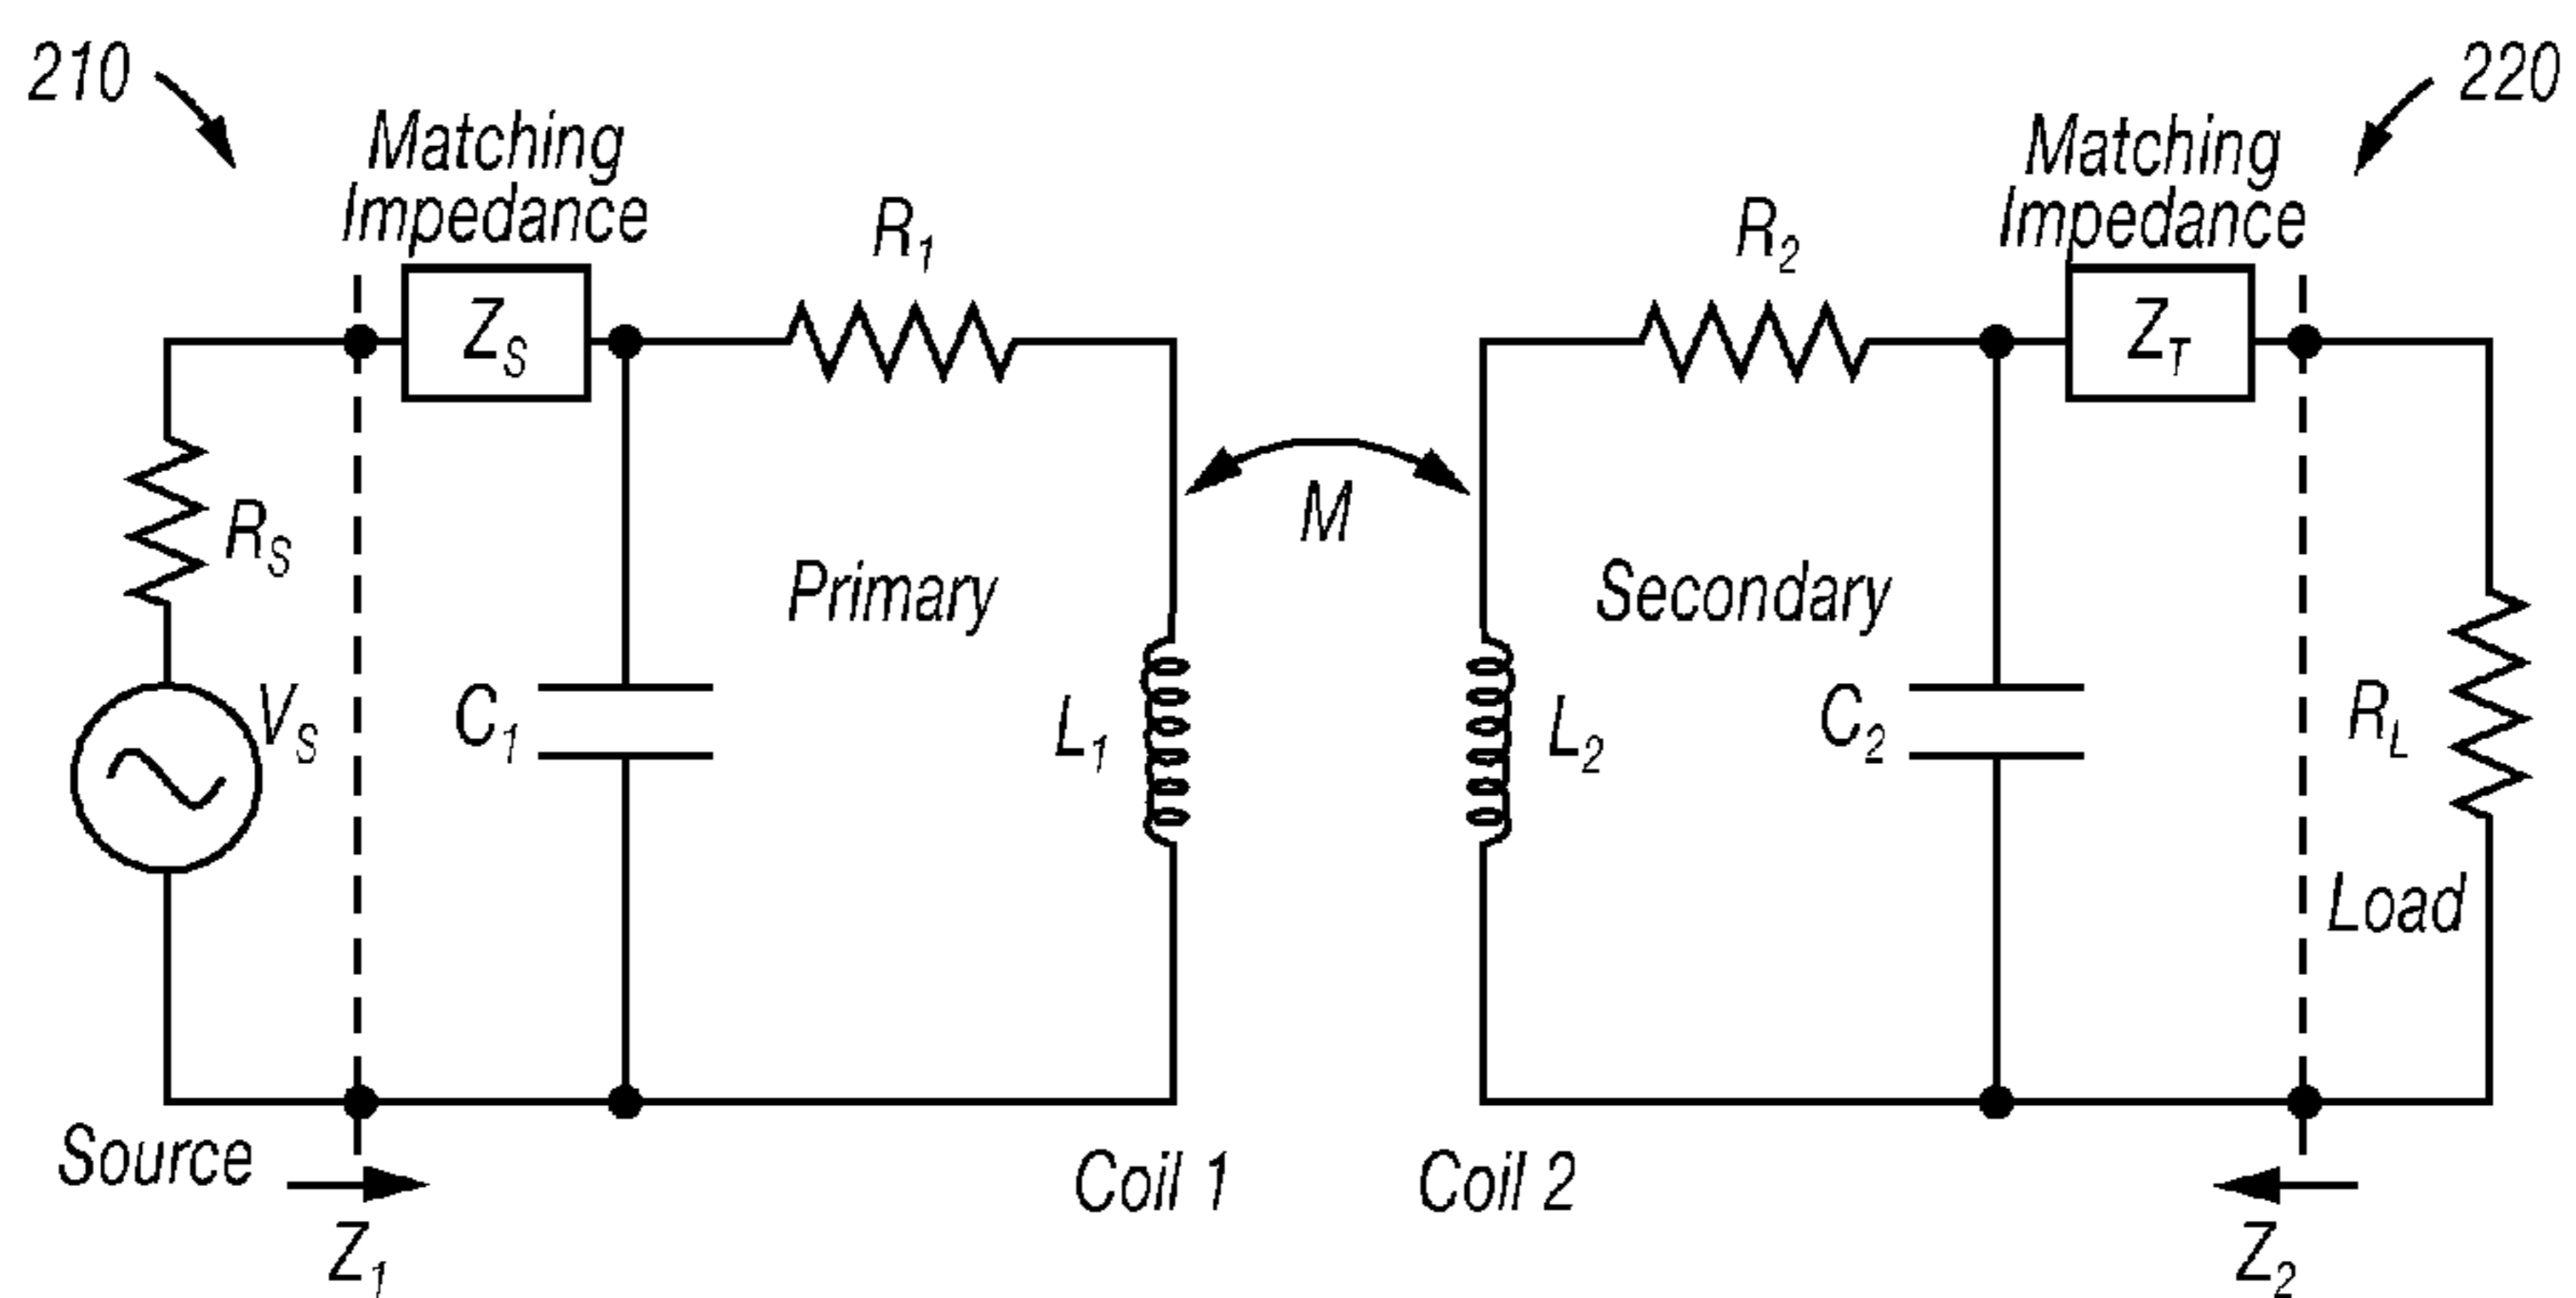 210
220
Matching
Impedance
Matching
Impedance
R1
R2
ZS
ZT
RS
M
Primary
Secondary
VS
C1
L1
L2
C2
RL
Load
Source
Coil 1
Coil 2
Z1
Z2